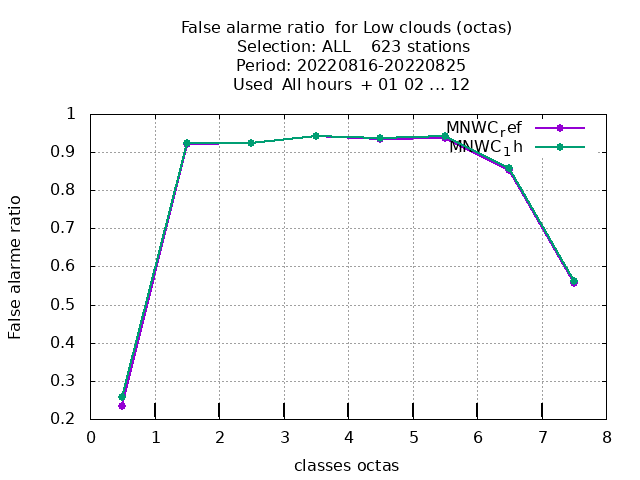 False alarme ratio  for Low clouds (octas)
Selection: ALL    623 stations
Period: 20220816-20220825
Used  All hours  + 01 02 ... 12
MNWCref
MNWC1h
1
0.9
0.8
0.7
0.6
0.5
0.4
0.3
0.2
False alarme ratio
0 1 2 3 4 5 6 7 8
classes octas